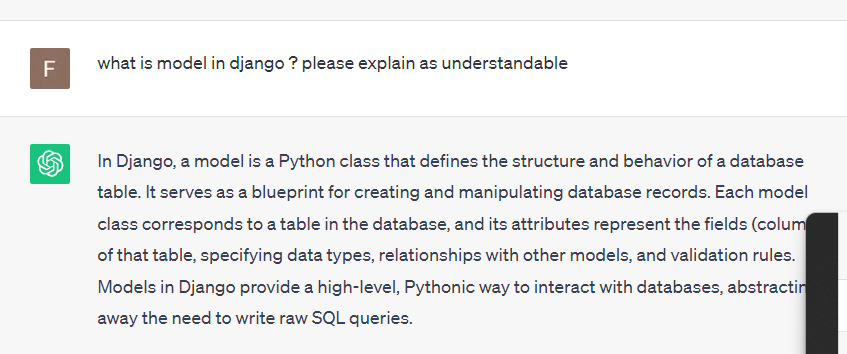 F
what is model in django ? please explain as understandable
In Django, a model is a Python class that defines the structure and behavior of a database
table. It serves as a blueprint for creating and manipulating database records. Each model
class corresponds to a table in the database, and its attributes represent the fields (colum
of that table, specifying data types, relationships with other models, and validation rules.
Models in Django provide a high-level, Pythonic way to interact with databases, abstractin
away the need to write raw SQL queries.